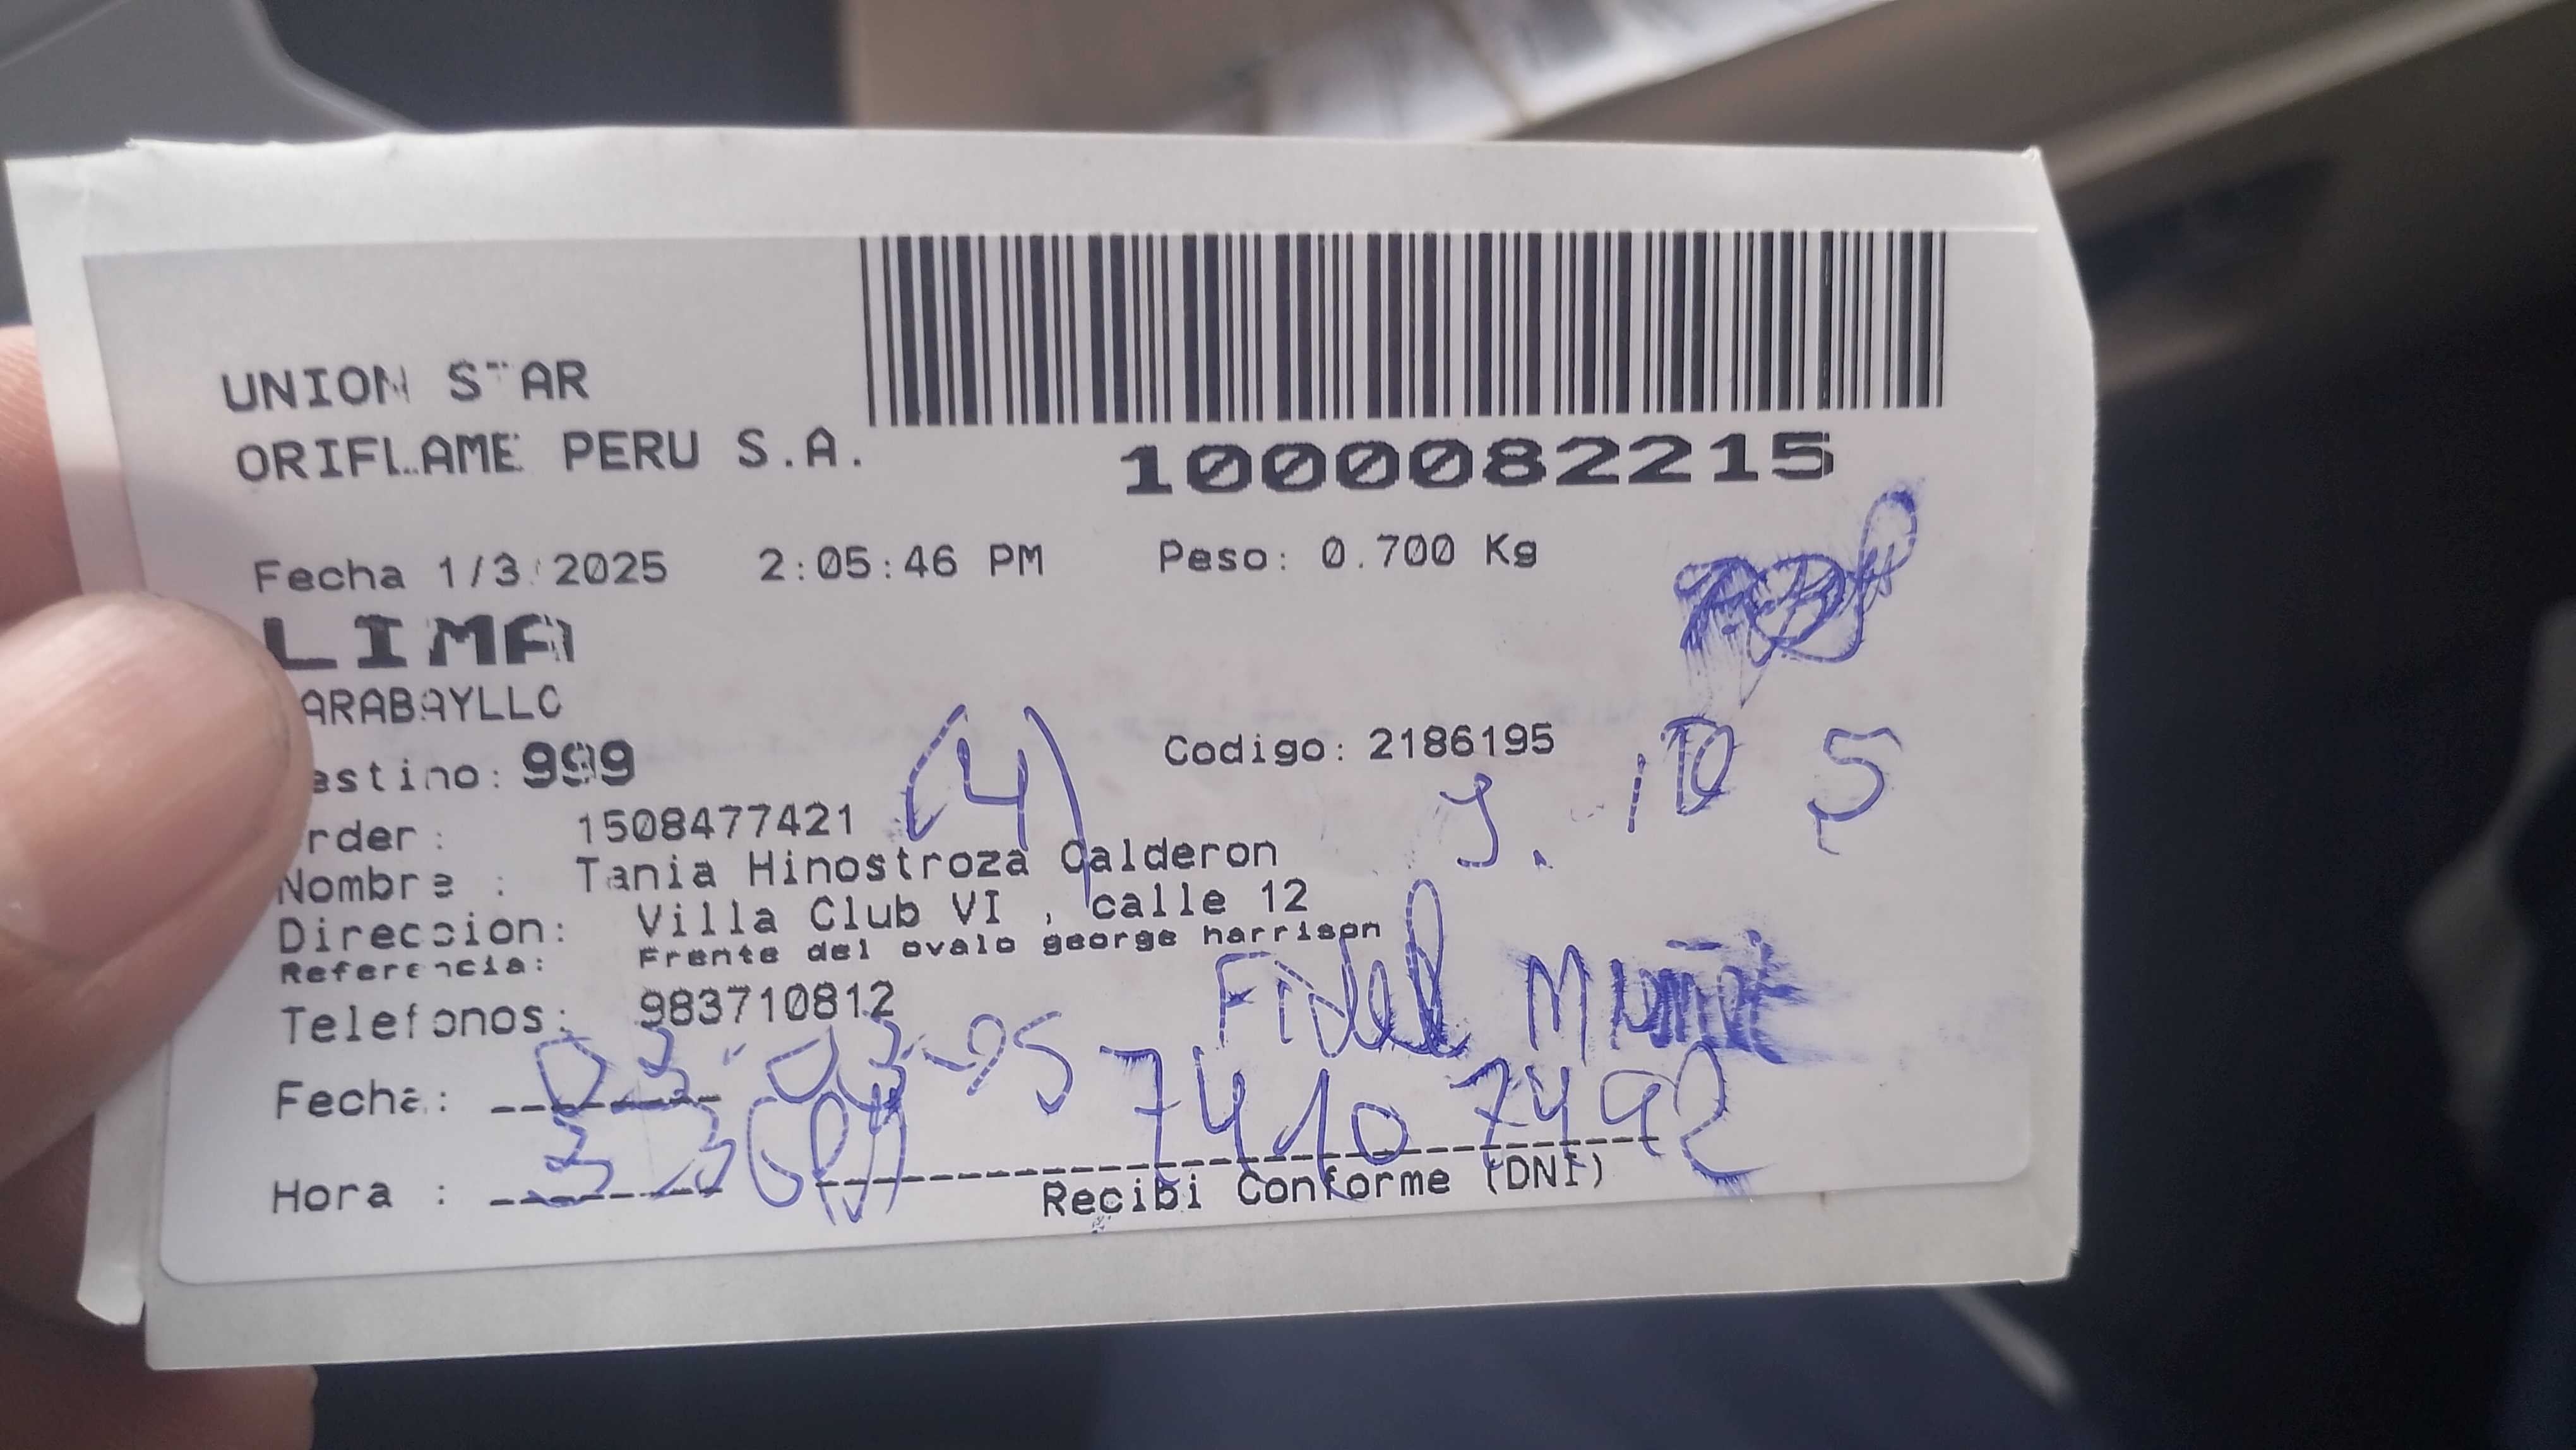 UNION STAR
ORIFLAME PERU S.A.
1000082215
Fecha 1/3/2025 2:05:46 PM Peso: 0.700 Kg
LIMA
ARABAYLLO
estino: 999 (4) Codigo: 2186195
rder: 1508477421
Nombre : Tania Hinostroza Calderon
Direccion: Villa Club VI , calle 12
Referencia: Frente del ovalo george harrison
Telefonos: 983710812 Fidel
Fecha: 03 03-95 74107492
Hora :
Recibi Conforme (DNI)